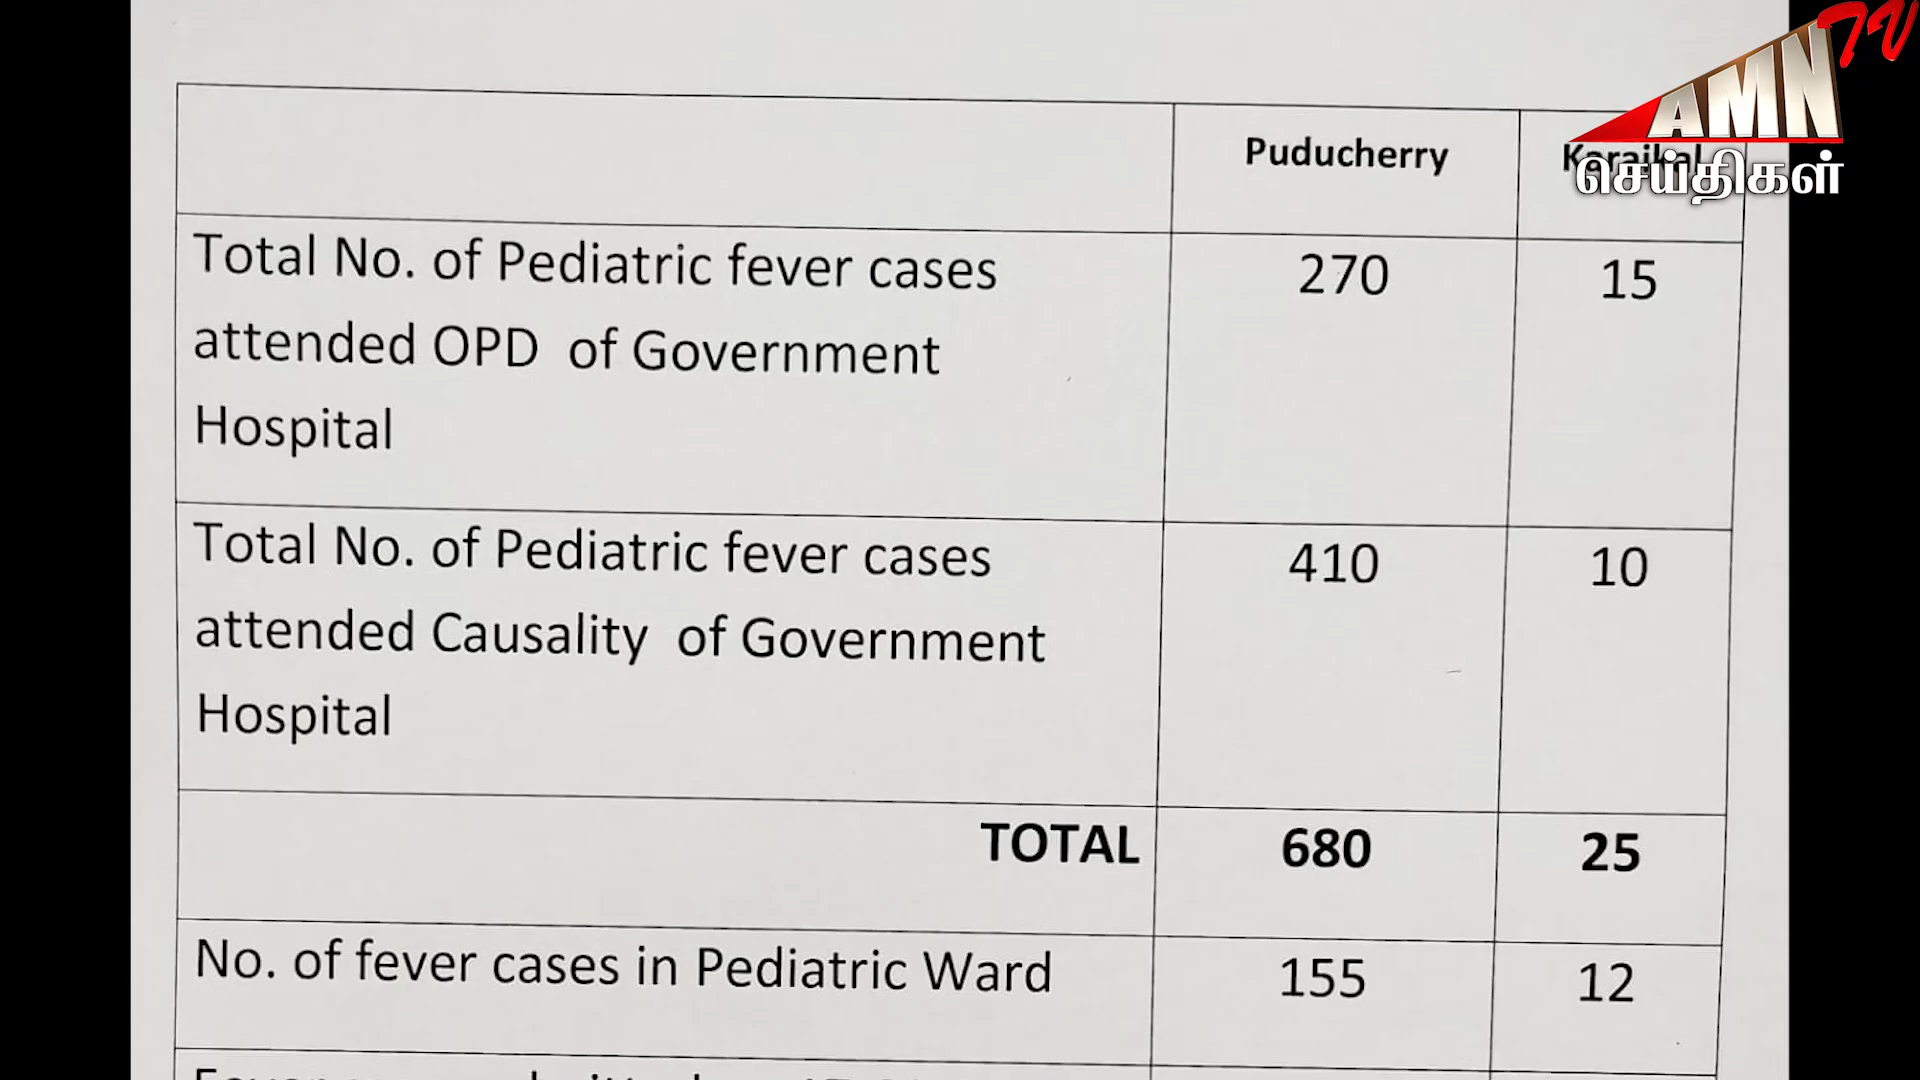 AMN TV
செய்திகள்
Puducherry Karaikal
Total No. of Pediatric fever cases 270 15
attended OPD of Government
Hospital
Total No. of Pediatric fever cases 410 10
attended Causality of Government
Hospital
TOTAL 680 25
No. of fever cases in Pediatric Ward 155 12